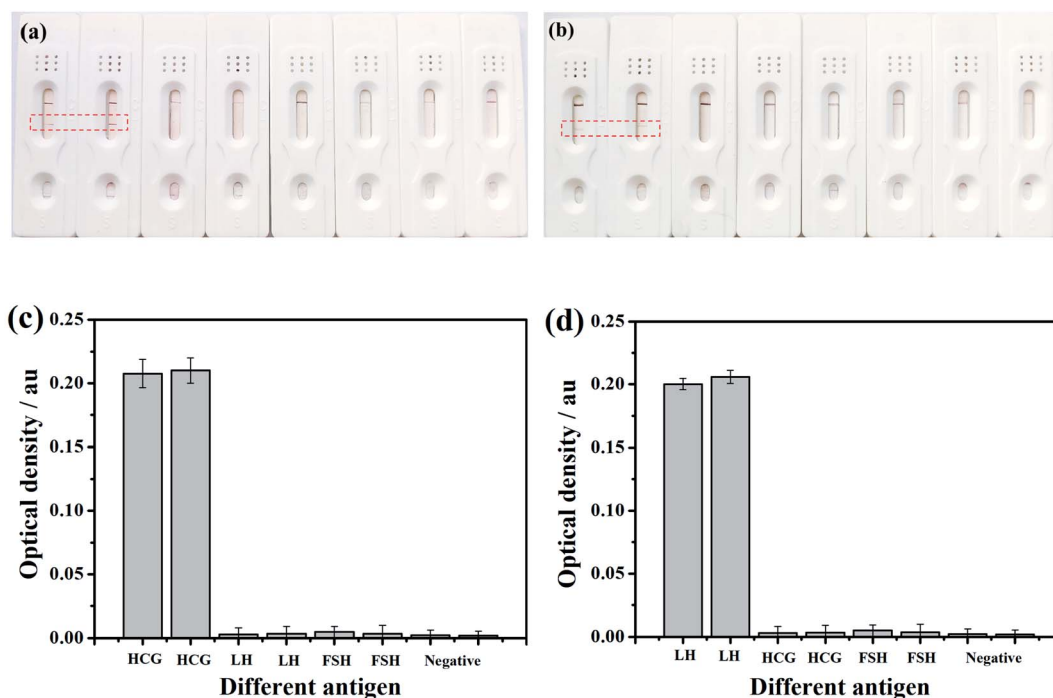 (a)
(b)
(c)
0.25
0.20
0.15
0.10
0.05
0.00
Optical density / au
HCG HCG LH LH FSH FSH Negative
Different antigen
(d)
0.25
0.20
0.15
0.10
0.05
0.00
Optical density / au
LH LH HCG HCG FSH FSH Negative
Different antigen